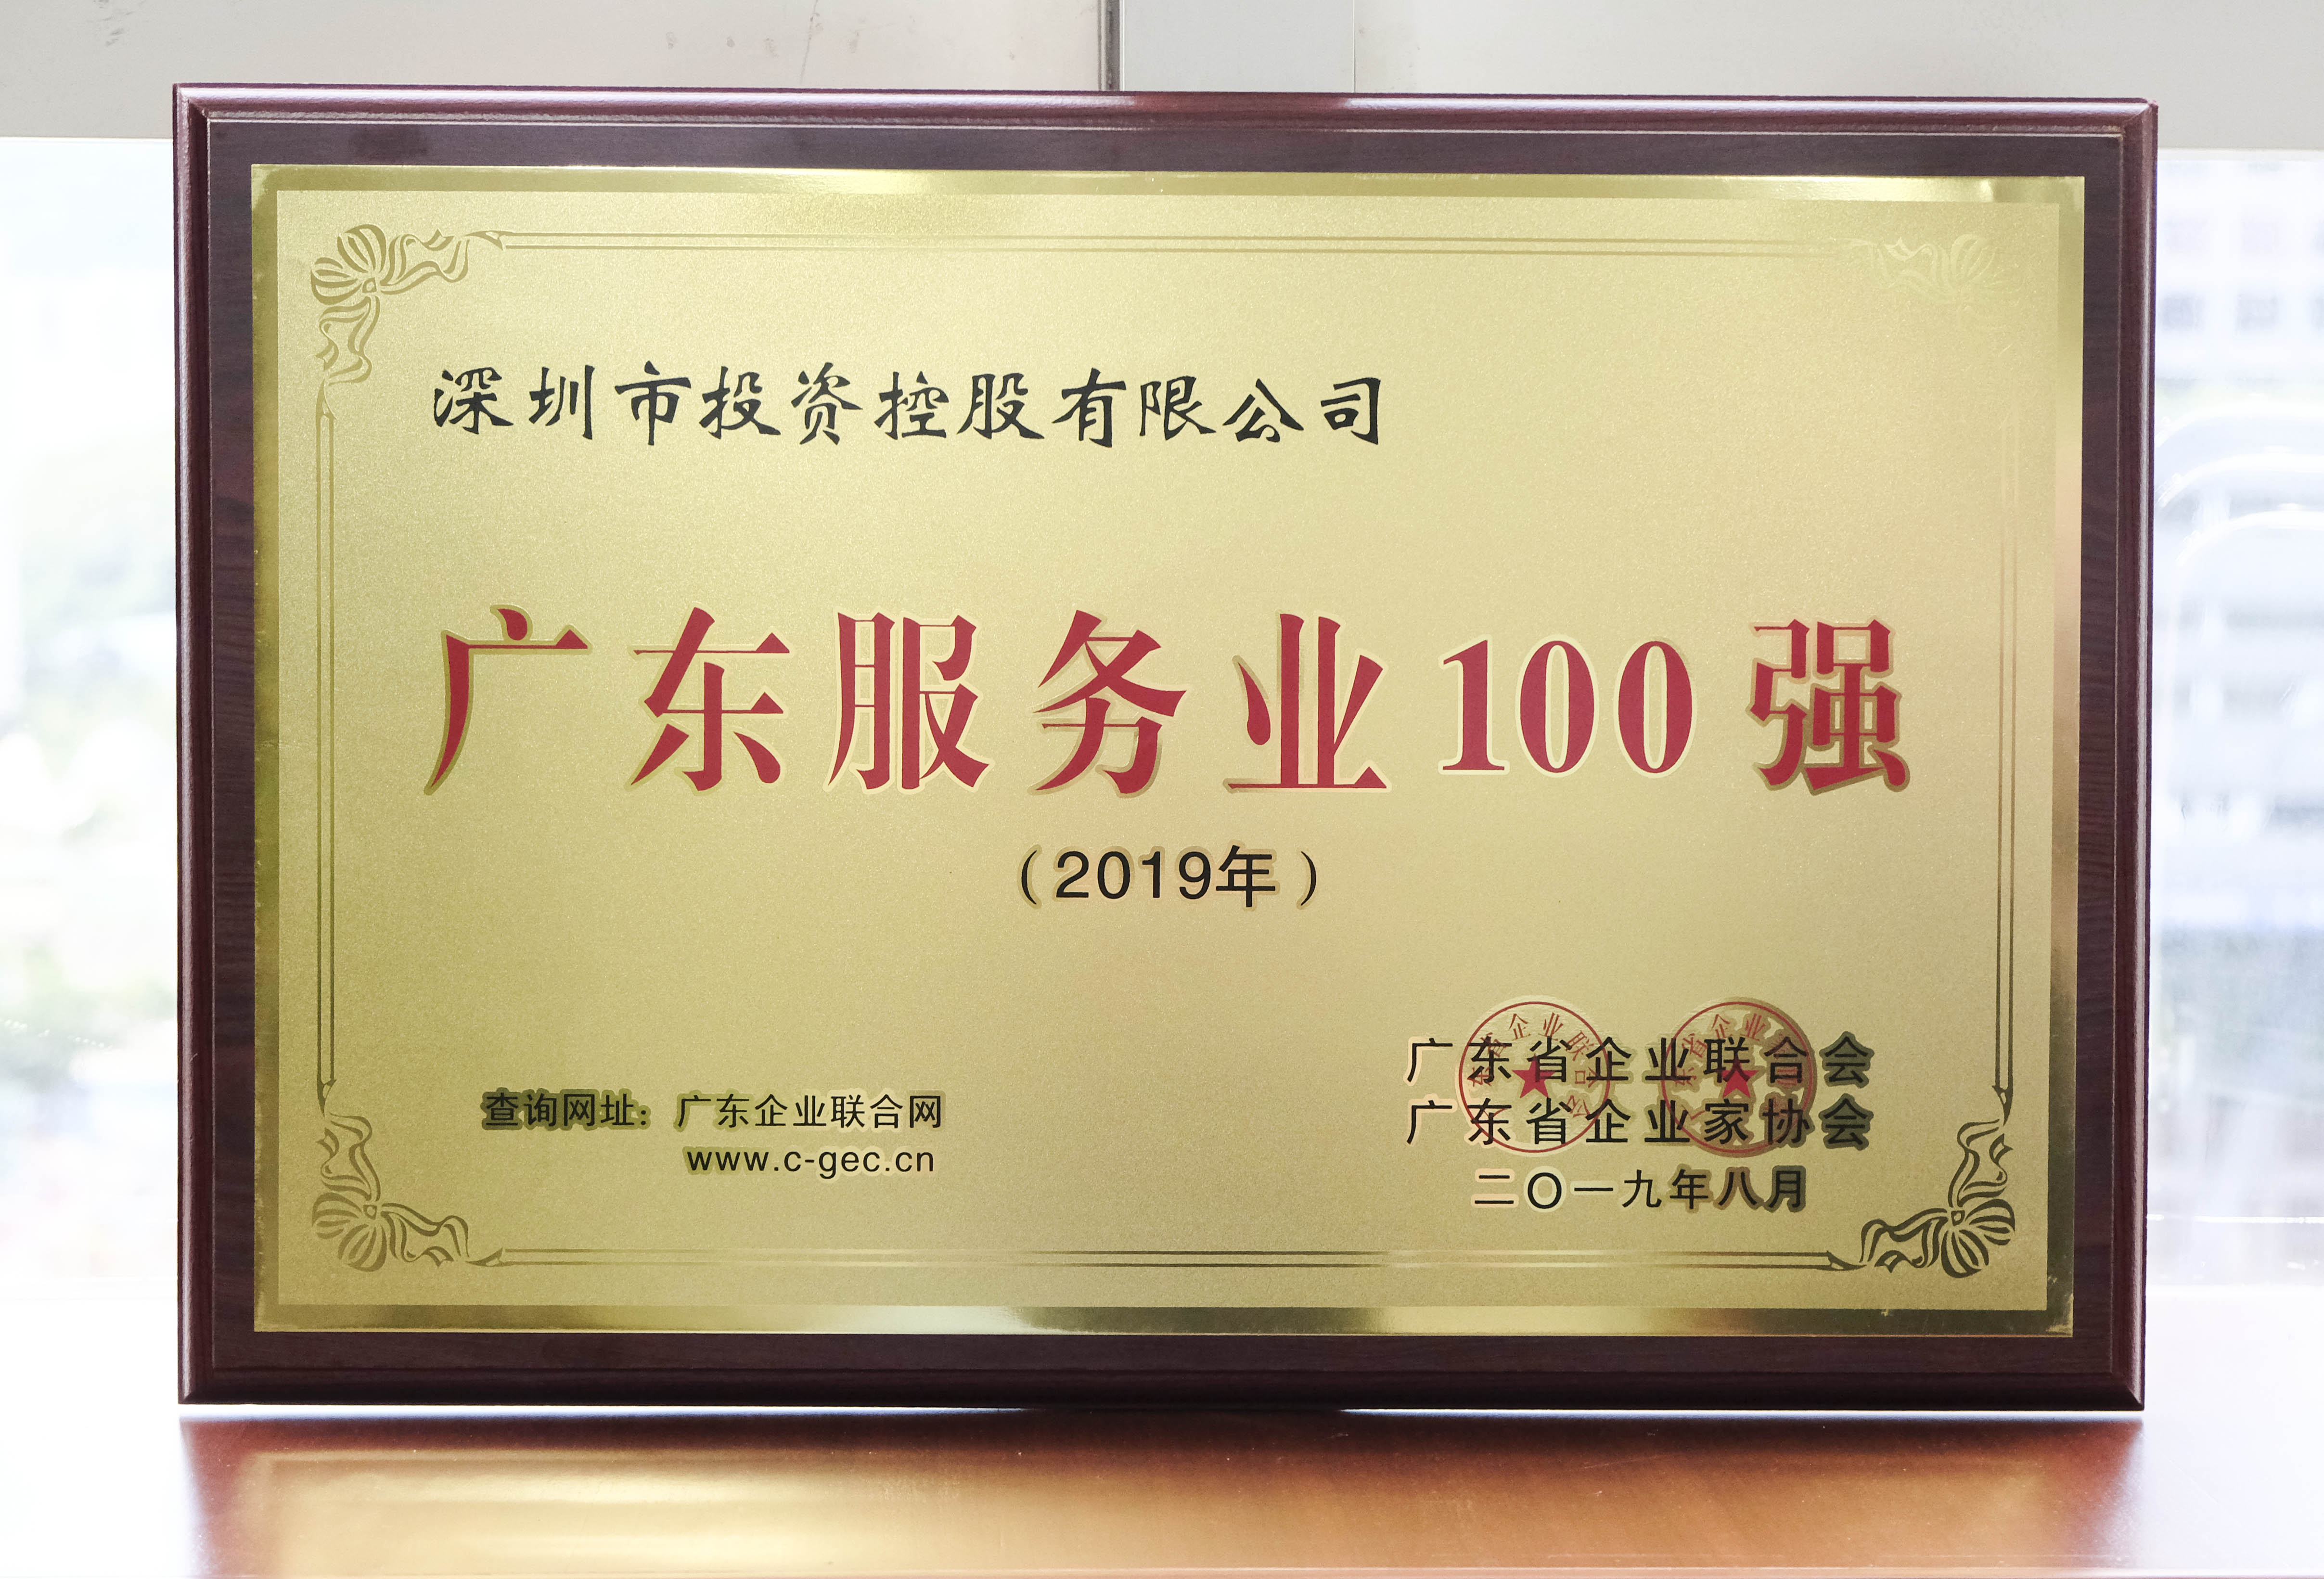 深圳市投资控股有限公司
广东服务业100强
（2019年）
广东省企业联合会
广东省企业家协会
二〇一九年八月
查询网址：广东企业联合网
www.c-gec.cn